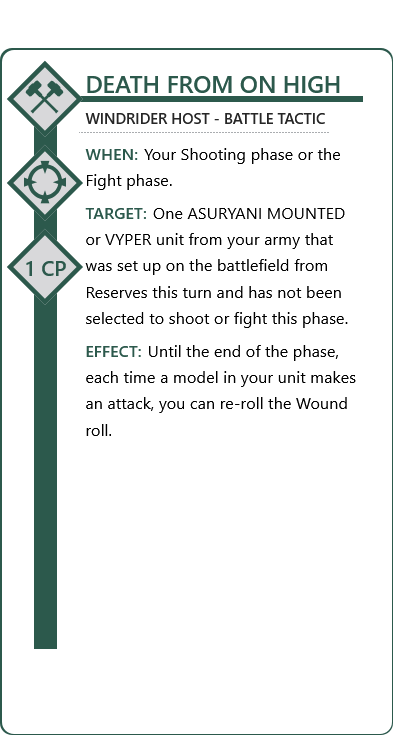 DEATH FROM ON HIGH
WINDRIDER HOST - BATTLE TACTIC
WHEN: Your Shooting phase or the
Fight phase.
TARGET: One ASURYANI MOUNTED
or VYPER unit from your army that
1 CP
was set up on the battlefield from
Reserves this turn and has not been
selected to shoot or fight this phase.
EFFECT: Until the end of the phase,
each time a model in your unit makes
an attack, you can re-roll the Wound
roll.